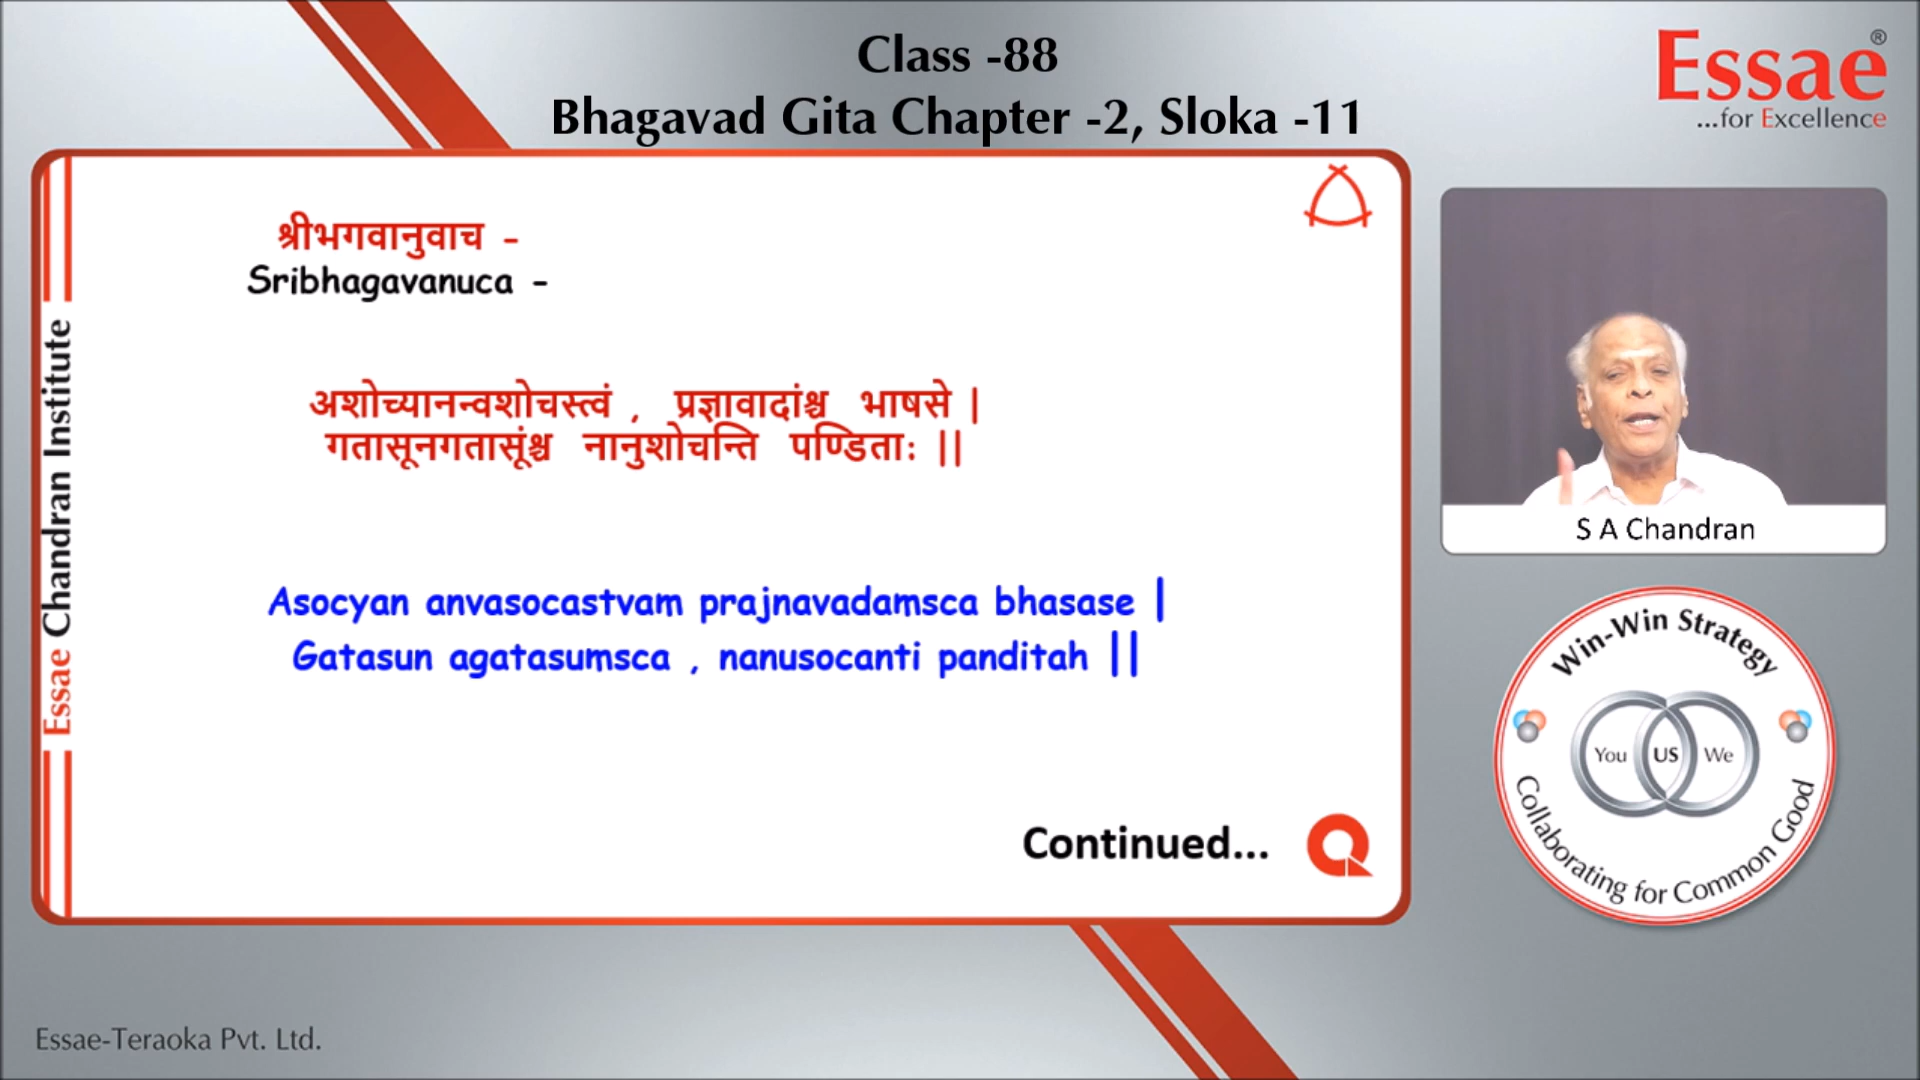 Class -88
Bhagavad Gita Chapter -2, Sloka -11
Essae®
...for Excellence
श्रीभगवानुवाच -
Sribhagavanuca -
अशोच्यानन्वशोचस्त्वं , प्रज्ञावादांश्च भाषसे |
गतासूनगतासूंश्च नानुशोचन्ति पण्डिताः ||
Asocyan anvasocastvam prajnavadamsca bhasase |
Gatasun agatasumsca , nanusocanti panditah ||
Continued...
Essae Chandran Institute
S A Chandran
Win-Win Strategy
You US We
Collaborating for Common Good
Essae-Teraoka Pvt. Ltd.